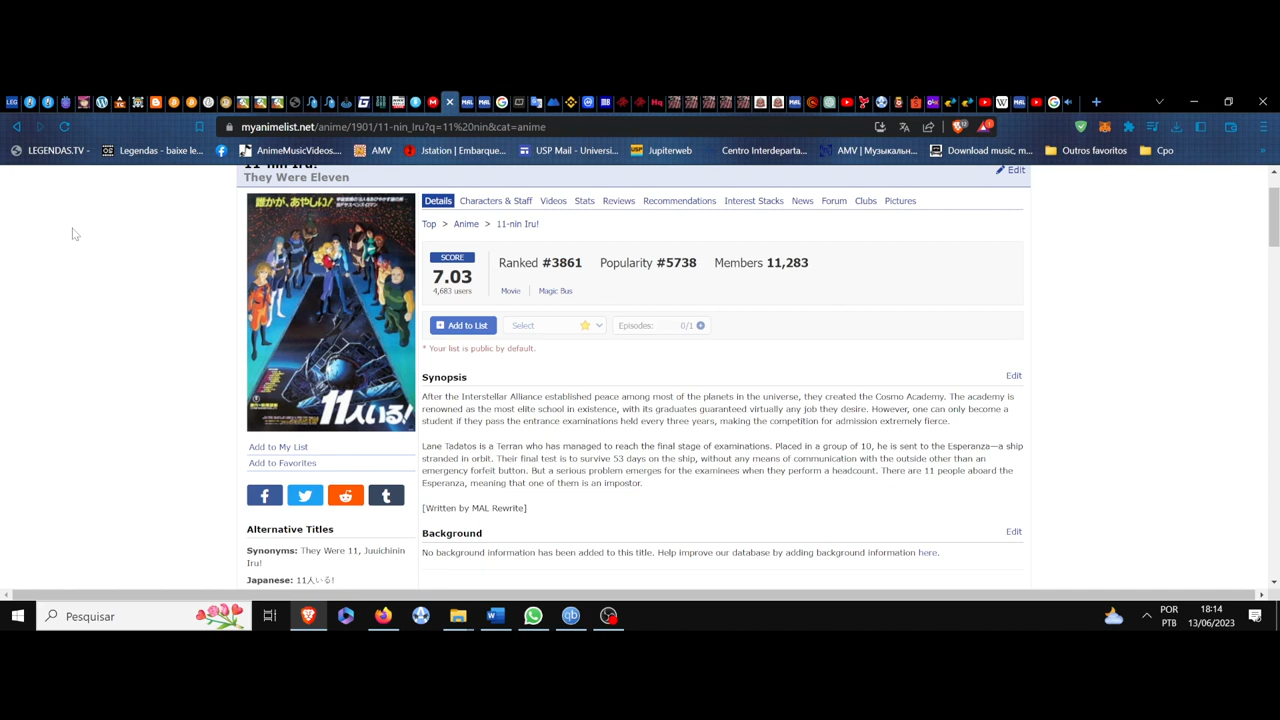 myanimelist.net/anime/1901/11-nin_Iru?q=11%20nin&cat=anime
LEGENDAS.TV -
Legendas - baixe le...
AnimeMusicVideos....
AMV
Jstation | Embarque...
USP Mail - Universi...
Jupiterweb
Centro Interdeparta...
AMV | Музыкальн...
Download music, m...
Outros favoritos
Cpo
11-nin Iru!
They Were Eleven
Edit
誰かが、あやしい!
11人いる!
Details Characters & Staff Videos Stats Reviews Recommendations Interest Stacks News Forum Clubs Pictures
Top > Anime > 11-nin Iru!
SCORE
7.03
4,683 users
Ranked #3861 Popularity #5738 Members 11,283
Movie Magic Bus
Add to List Select Episodes: 0/1
* Your list is public by default.
Synopsis Edit
After the Interstellar Alliance established peace among most of the planets in the universe, they created the Cosmo Academy. The academy is
renowned as the most elite school in existence, with its graduates guaranteed virtually any job they desire. However, one can only become a
student if they pass the entrance examinations held every three years, making the competition for admission extremely fierce.
Lane Tadatos is a Terran who has managed to reach the final stage of examinations. Placed in a group of 10, he is sent to the Esperanza—a ship
stranded in orbit. Their final test is to survive 53 days on the ship, without any means of communication with the outside other than an
emergency forfeit button. But a serious problem emerges for the examinees when they perform a headcount. There are 11 people aboard the
Esperanza, meaning that one of them is an impostor.
[Written by MAL Rewrite]
Background Edit
No background information has been added to this title. Help improve our database by adding background information here.
Add to My List
Add to Favorites
Alternative Titles
Synonyms: They Were 11, Juuichinin
Iru!
Japanese: 11人いる!
Pesquisar
POR
PTB
18:14
13/06/2023